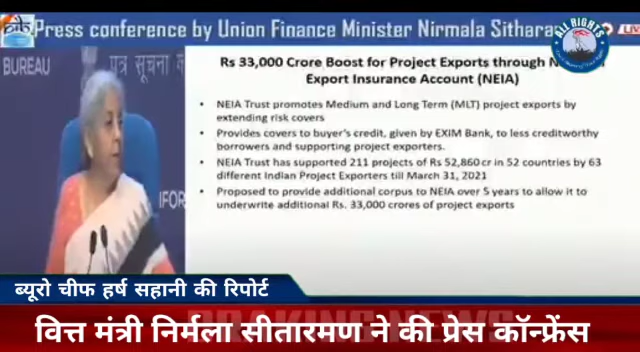 pib Press conference by Union Finance Minister Nirmala Sitharam
ALL RIGHTS
LIV
BUREAU
पत्र सूचना क
Rs 33,000 Crore Boost for Project Exports through N
Export Insurance Account (NEIA)
• NEIA Trust promotes Medium and Long Term (MLT) project exports by
extending risk covers
• Provides covers to buyer's credit, given by EXIM Bank, to less creditworthy
borrowers and supporting project exporters.
• NEIA Trust has supported 211 projects of Rs 52,860 cr in 52 countries by 63
different Indian Project Exporters till March 31, 2021
• Proposed to provide additional corpus to NEIA over 5 years to allow it to
underwrite additional Rs. 33,000 crores of project exports
IFOR
ब्यूरो चीफ हर्ष सहानी की रिपोर्ट
वित्त मंत्री निर्मला सीतारमण ने की प्रेस कॉन्फ्रेंस
BREAKING NEWS